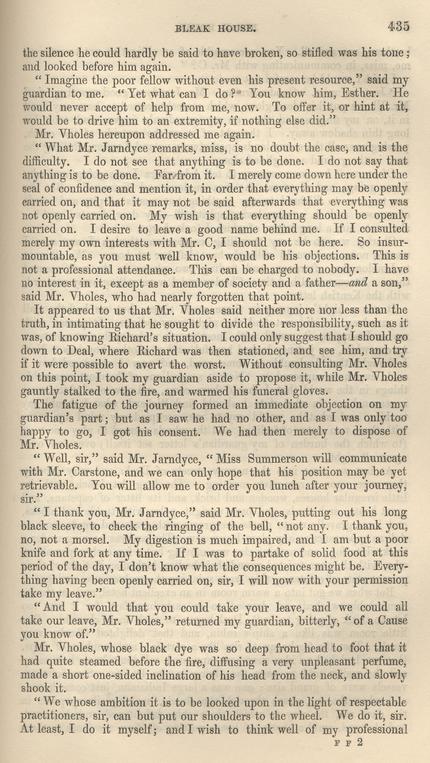 BLEAK HOUSE. 435
the silence he could hardly be said to have broken, so stifled was his tone;
and looked before him again.
“Imagine the poor fellow without even his present resource,” said my
guardian to me. “Yet what can I do?” You know him, Esther. He
would never accept of help from me, now. To offer it, or hint at it,
would be to drive him to an extremity, if nothing else did.”
Mr. Vholes hereupon addressed me again.
“What Mr. Jarndyce remarks, miss, is no doubt the case, and is the
difficulty. I do not see that anything is to be done. I do not say that
anything is to be done. Far from it. I merely come down here under the
seal of confidence and mention it, in order that everything may be openly
carried on, and that it may not be said afterwards that everything was
not openly carried on. My wish is that everything should be openly
carried on. I desire to leave a good name behind me. If I consulted
merely my own interests with Mr. C, I should not be here. So insur-
mountable, as you must well know, would be his objections. This is
not a professional attendance. This can be charged to nobody. I have
no interest in it, except as a member of society and a father—and a son,”
said Mr. Vholes, who had nearly forgotten that point.
It appeared to us that Mr. Vholes said neither more nor less than the
truth, in intimating that he sought to divide the responsibility, such as it
was, of knowing Richard’s situation. I could only suggest that I should go
down to Deal, where Richard was then stationed, and see him, and try
if it were possible to avert the worst. Without consulting Mr. Vholes
on this point, I took my guardian aside to propose it, while Mr. Vholes
gauntly stalked to the fire, and warmed his funeral gloves.
The fatigue of the journey formed an immediate objection on my
guardian’s part; but as I saw he had no other, and as I was only too
happy to go, I got his consent. We had then merely to dispose of
Mr. Vholes.
“Well, sir,” said Mr. Jarndyce, “Miss Summerson will communicate
with Mr. Carstone, and we can only hope that his position may be yet
retrievable. You will allow me to order you lunch after your journey,
sir.”
“I thank you, Mr. Jarndyce,” said Mr. Vholes, putting out his long
black sleeve, to check the ringing of the bell, “not any. I thank you,
no, not a morsel. My digestion is much impaired, and I am but a poor
knife and fork at any time. If I was to partake of solid food at this
period of the day, I don’t know what the consequences might be. Every-
thing having been openly carried on, sir, I will now with your permission
take my leave.”
“And I would that you could take your leave, and we could all
take our leave, Mr. Vholes,” returned my guardian, bitterly, “of a Cause
you know of.”
Mr. Vholes, whose black dye was so deep from head to foot that it
had quite steamed before the fire, diffusing a very unpleasant perfume,
made a short one-sided inclination of his head from the neck, and slowly
shook it.
“We whose ambition it is to be looked upon in the light of respectable
practitioners, sir, can but put our shoulders to the wheel. We do it, sir.
At least, I do it myself; and I wish to think well of my professional
F F 2